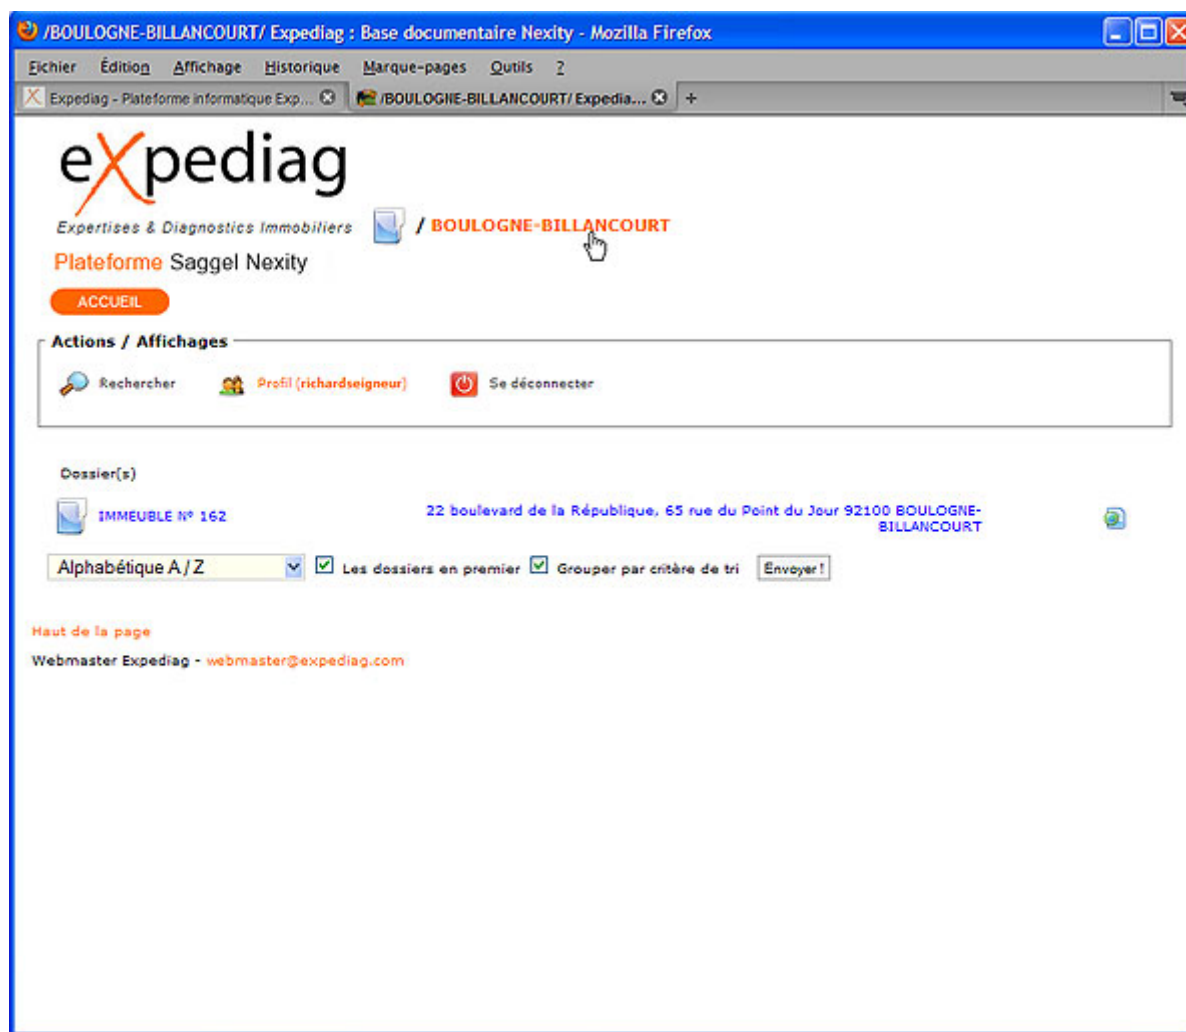 /BOULOGNE-BILLANCOURT/ Expediag : Base documentaire Nexity - Mozilla Firefox
Fichier Édition Affichage Historique Marque-pages Outils ?
Expediag - Plateforme informatique Exp... /BOULOGNE-BILLANCOURT/ Expedia... +
eXpediag
Expertises & Diagnostics Immobiliers / BOULOGNE-BILLANCOURT
Plateforme Saggel Nexity
ACCUEIL
Actions / Affichages
Rechercher Profil (richardseigneur) Se déconnecter
Dossier(s)
IMMEUBLE Nº 162 22 boulevard de la République, 65 rue du Point du Jour 92100 BOULOGNE-
BILLANCOURT
Alphabétique A / Z Les dossiers en premier Grouper par critère de tri Envoyer !
Haut de la page
Webmaster Expediag - webmaster@expediag.com